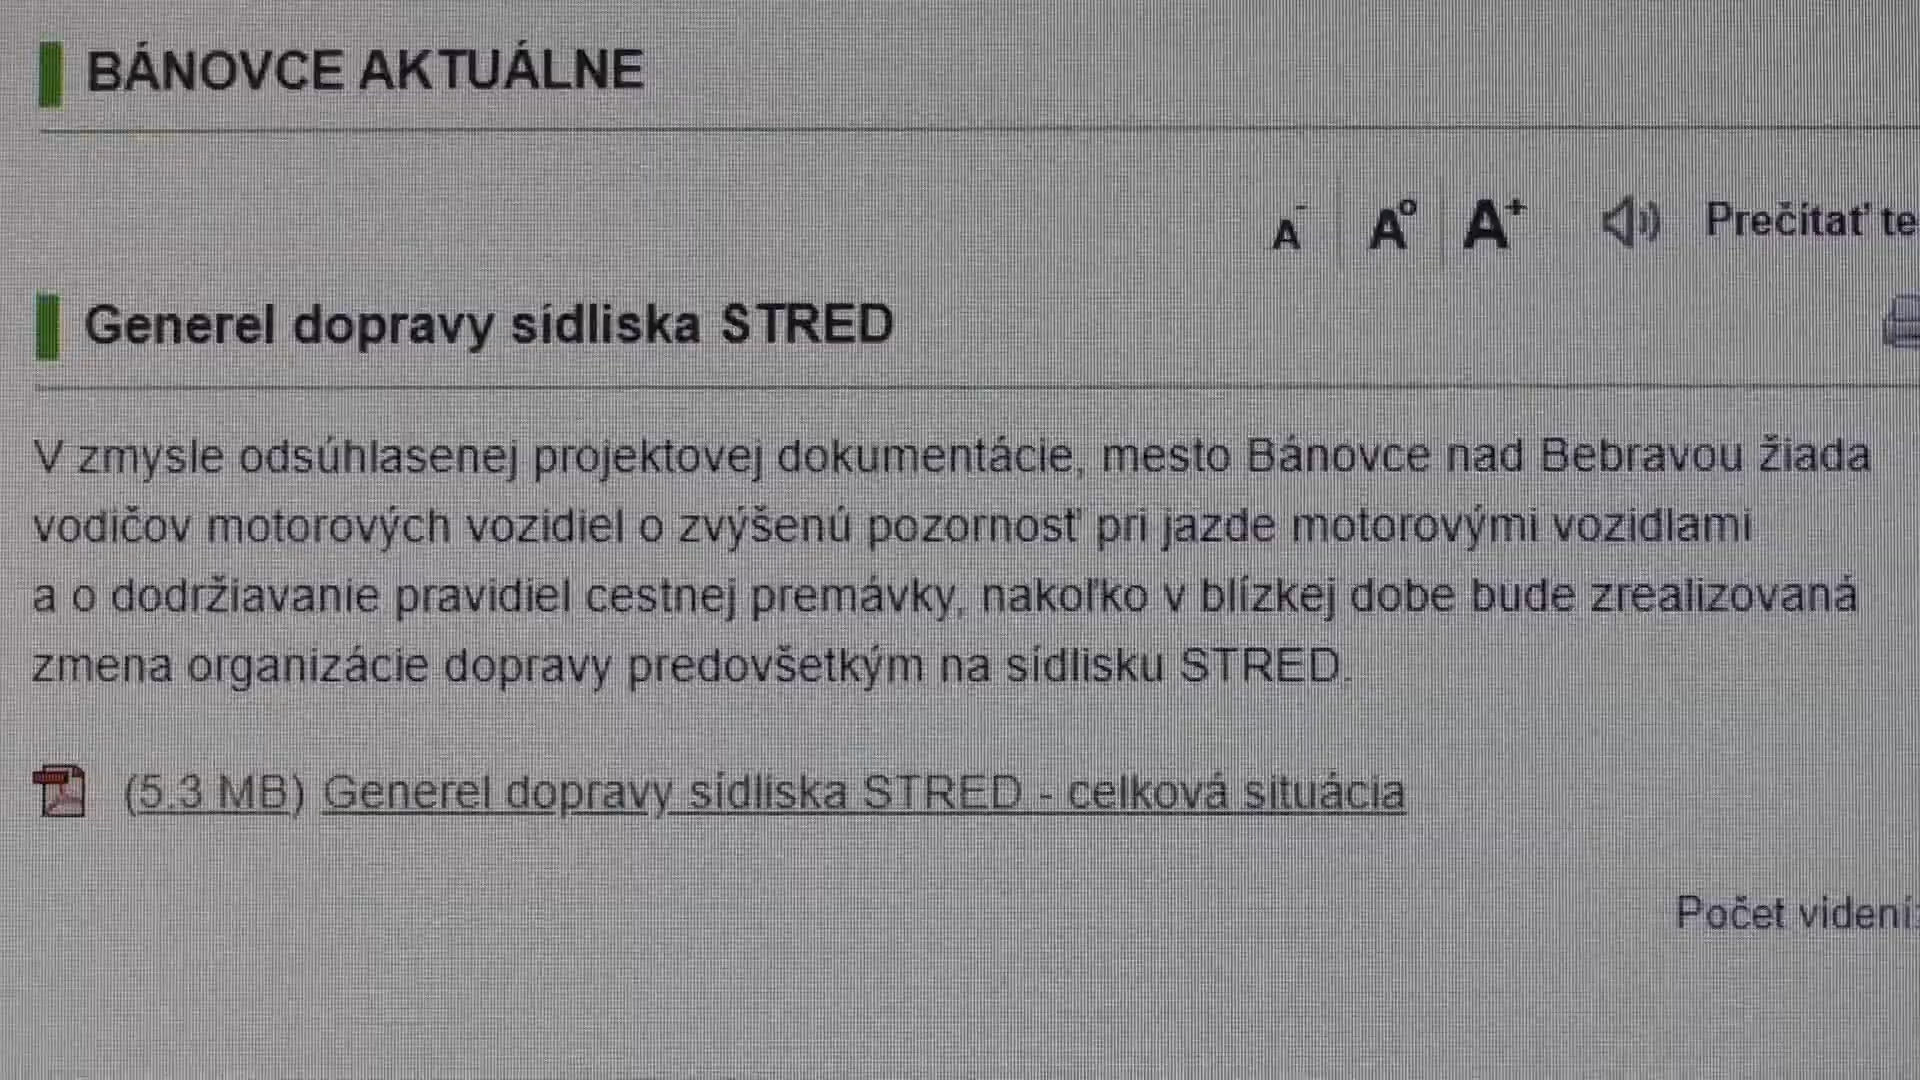 BÁNOVCE AKTUÁLNE
A- A° A+ Prečítať te
Generel dopravy sídliska STRED
V zmysle odsúhlasenej projektovej dokumentácie, mesto Bánovce nad Bebravou žiada
vodičov motorových vozidiel o zvýšenú pozornosť pri jazde motorovými vozidlami
a o dodržiavanie pravidiel cestnej premávky, nakoľko v blízkej dobe bude zrealizovaná
zmena organizácie dopravy predovšetkým na sídlisku STRED.
(5.3 MB) Generel dopravy sídliska STRED - celková situácia
Počet videní: